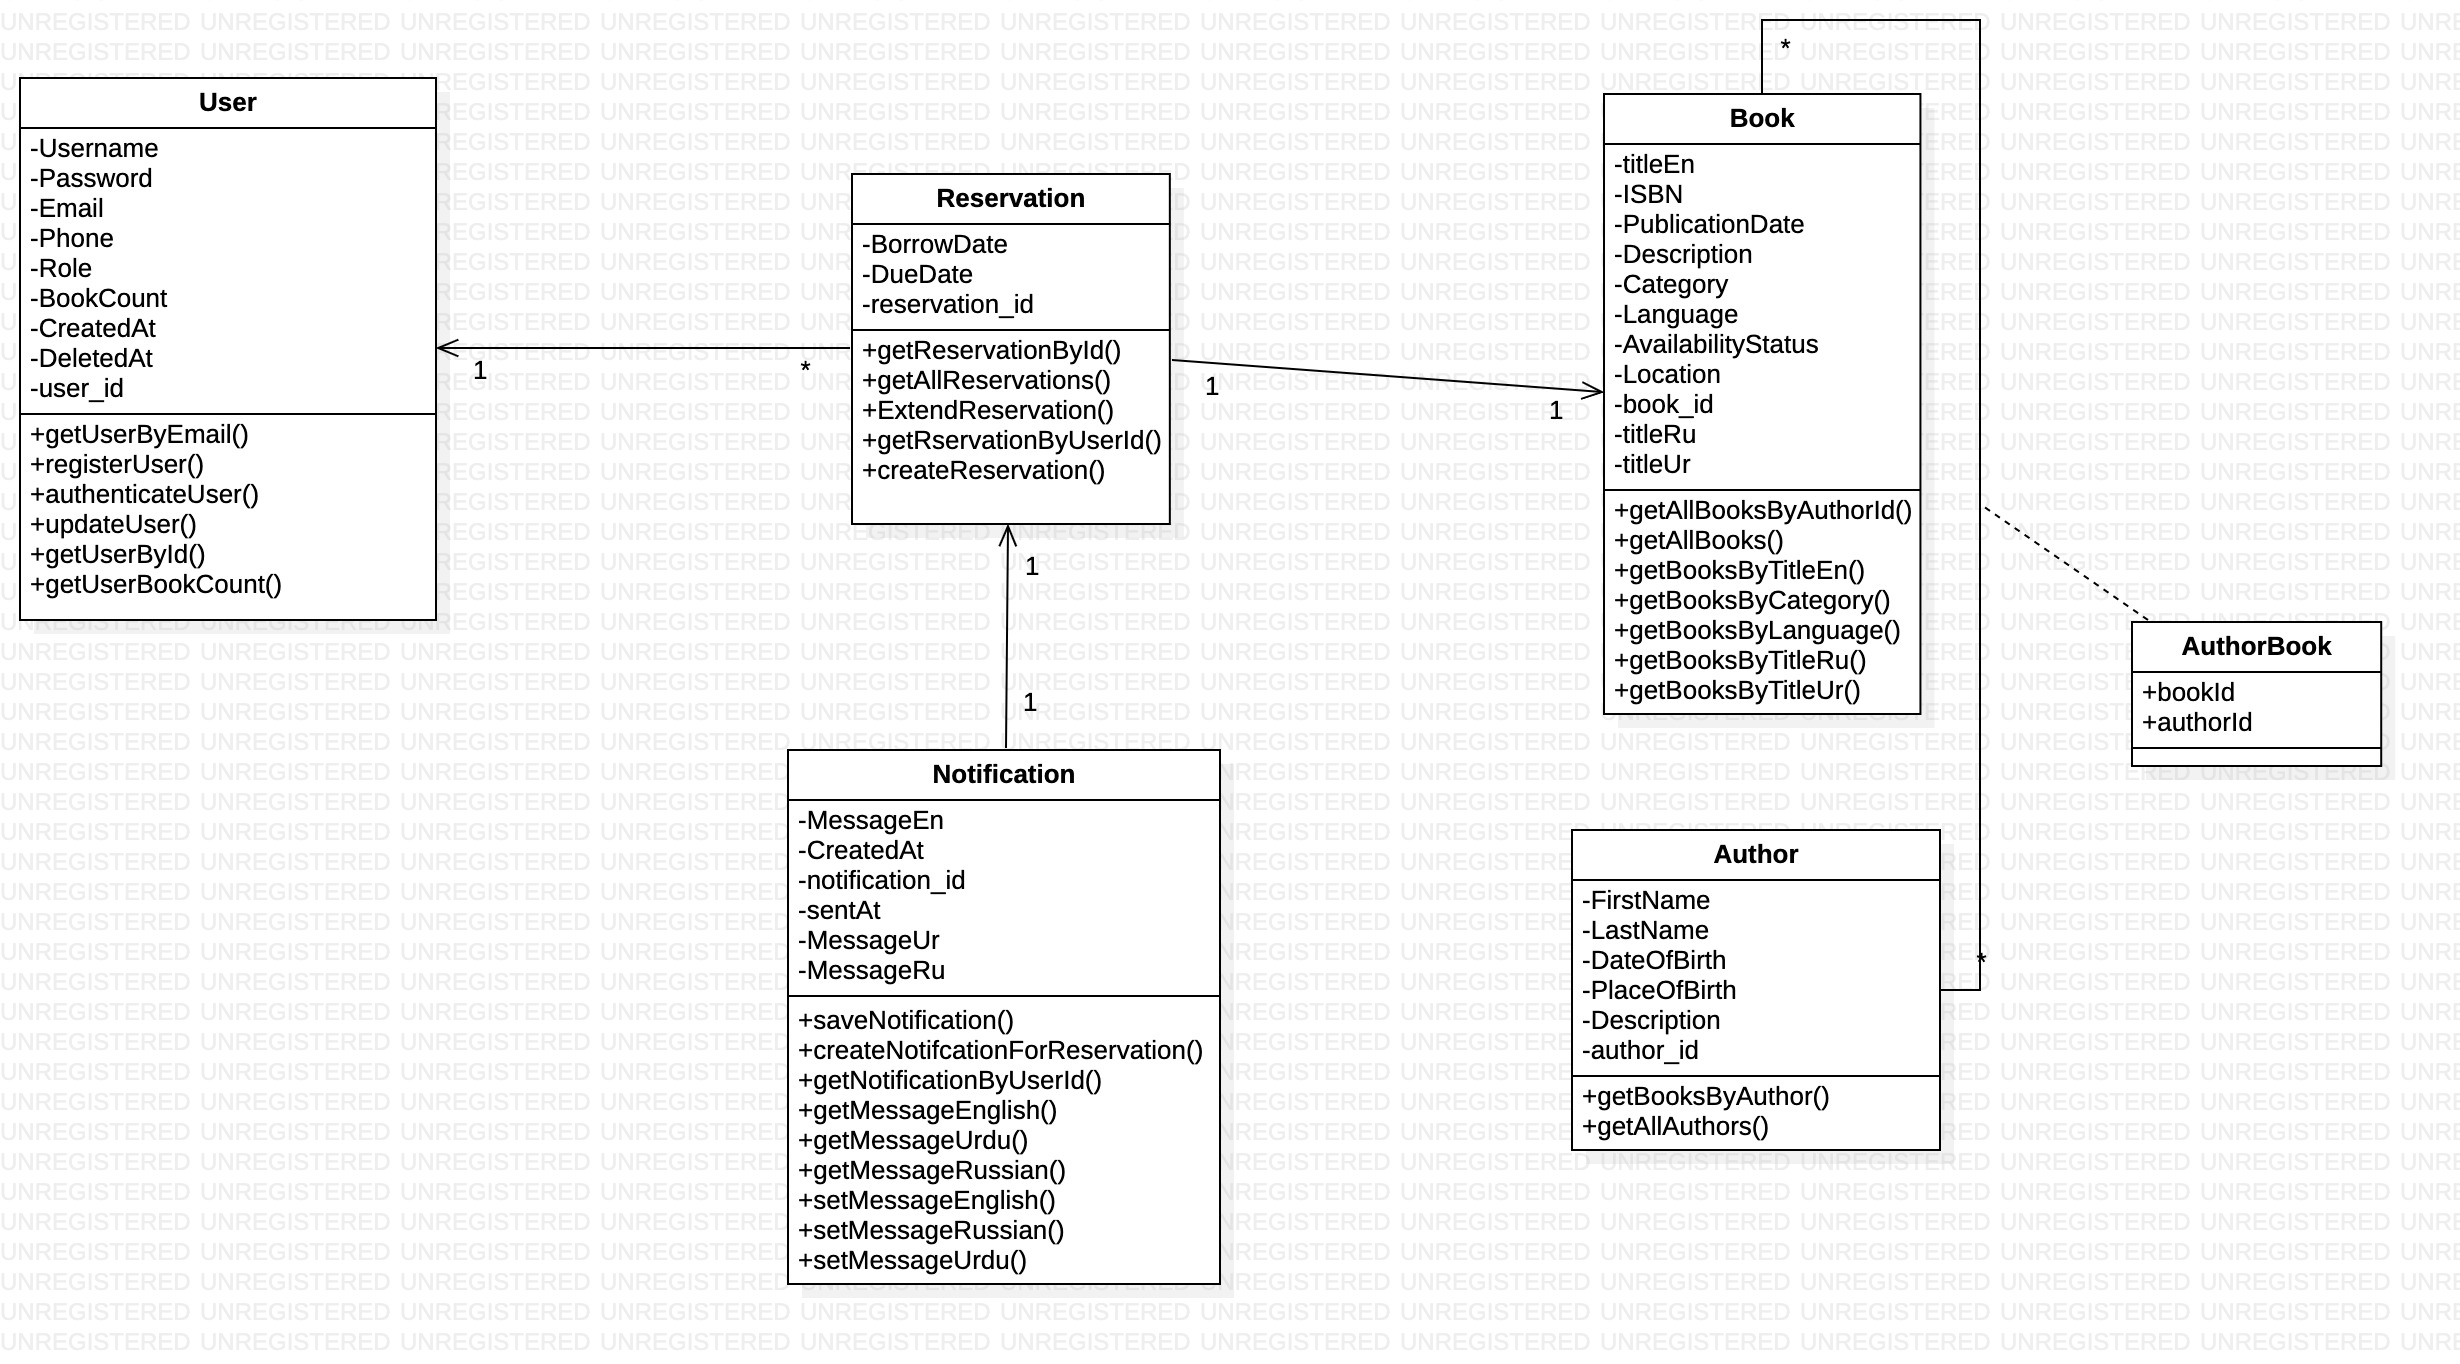 User
-Username
-Password
-Email
-Phone
-Role
-BookCount
-CreatedAt
-DeletedAt
-user_id
+getUserByEmail()
+registerUser()
+authenticateUser()
+updateUser()
+getUserById()
+getUserBookCount()
1
*
Reservation
-BorrowDate
-DueDate
-reservation_id
+getReservationById()
+getAllReservations()
+ExtendReservation()
+getRservationByUserId()
+createReservation()
1
1
1
1
Notification
-MessageEn
-CreatedAt
-notification_id
-sentAt
-MessageUr
-MessageRu
+saveNotification()
+createNotifcationForReservation()
+getNotificationByUserId()
+getMessageEnglish()
+getMessageUrdu()
+getMessageRussian()
+setMessageEnglish()
+setMessageRussian()
+setMessageUrdu()
*
Book
-titleEn
-ISBN
-PublicationDate
-Description
-Category
-Language
-AvailabilityStatus
-Location
-book_id
-titleRu
-titleUr
+getAllBooksByAuthorId()
+getAllBooks()
+getBooksByTitleEn()
+getBooksByCategory()
+getBooksByLanguage()
+getBooksByTitleRu()
+getBooksByTitleUr()
AuthorBook
+bookId
+authorId
Author
-FirstName
-LastName
-DateOfBirth
-PlaceOfBirth
-Description
-author_id
+getBooksByAuthor()
+getAllAuthors()
*
UNREGISTERED